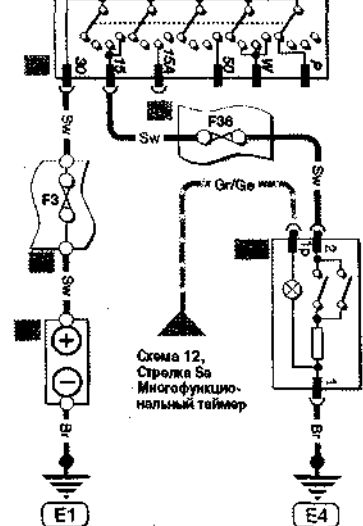 30
15
15A
50
W
P
Sw
F36
Sw
Gr/Ge
Sw
F3
Sw
1p
2
Схема 12,
Стрелка Sa
Многофункцио-
нальный таймер
1
Br
Br
E1
E4